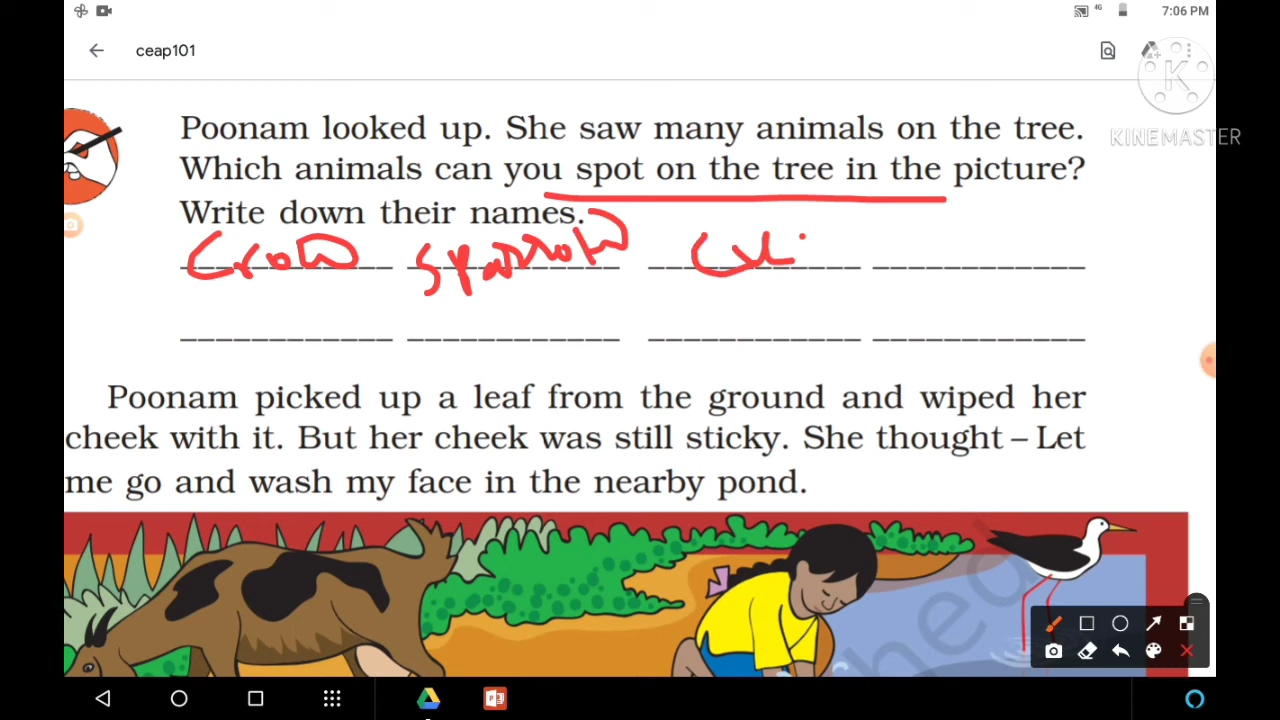 4G
7:06 PM
ceap101
KINEMASTER
Poonam looked up. She saw many animals on the tree.
Which animals can you spot on the tree in the picture?
Write down their names.
Crow Sparrow
Poonam picked up a leaf from the ground and wiped her
cheek with it. But her cheek was still sticky. She thought – Let
me go and wash my face in the nearby pond.